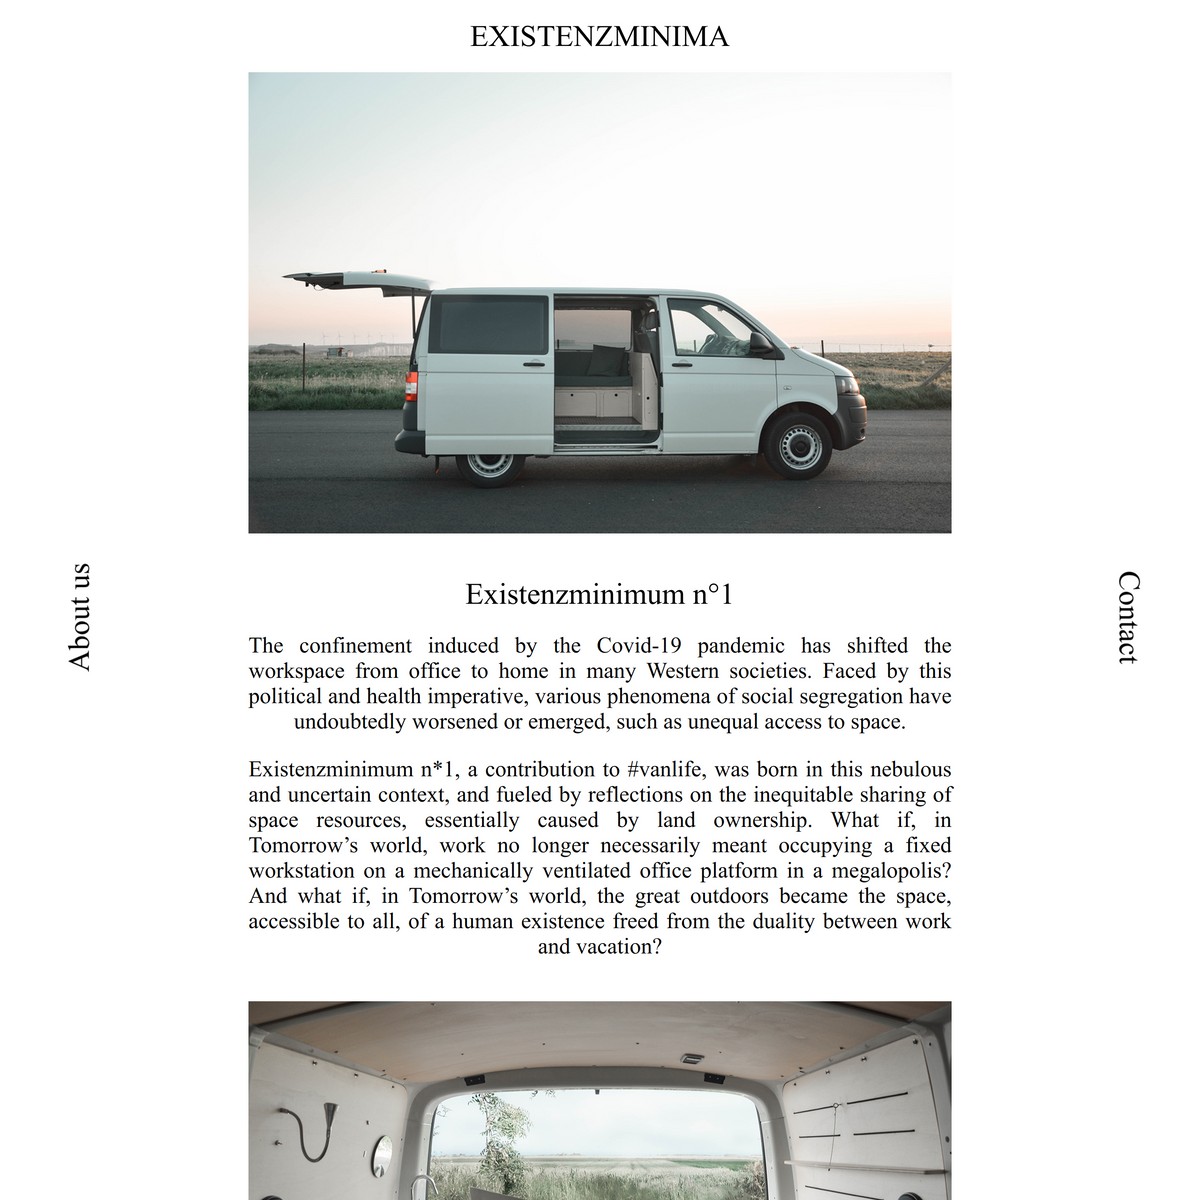 EXISTENZMINIMA
About us
Contact
Existenzminimum n°1
The confinement induced by the Covid-19 pandemic has shifted the
workspace from office to home in many Western societies. Faced by this
political and health imperative, various phenomena of social segregation have
undoubtedly worsened or emerged, such as unequal access to space.
Existenzminimum n*1, a contribution to #vanlife, was born in this nebulous
and uncertain context, and fueled by reflections on the inequitable sharing of
space resources, essentially caused by land ownership. What if, in
Tomorrow’s world, work no longer necessarily meant occupying a fixed
workstation on a mechanically ventilated office platform in a megalopolis?
And what if, in Tomorrow’s world, the great outdoors became the space,
accessible to all, of a human existence freed from the duality between work
and vacation?